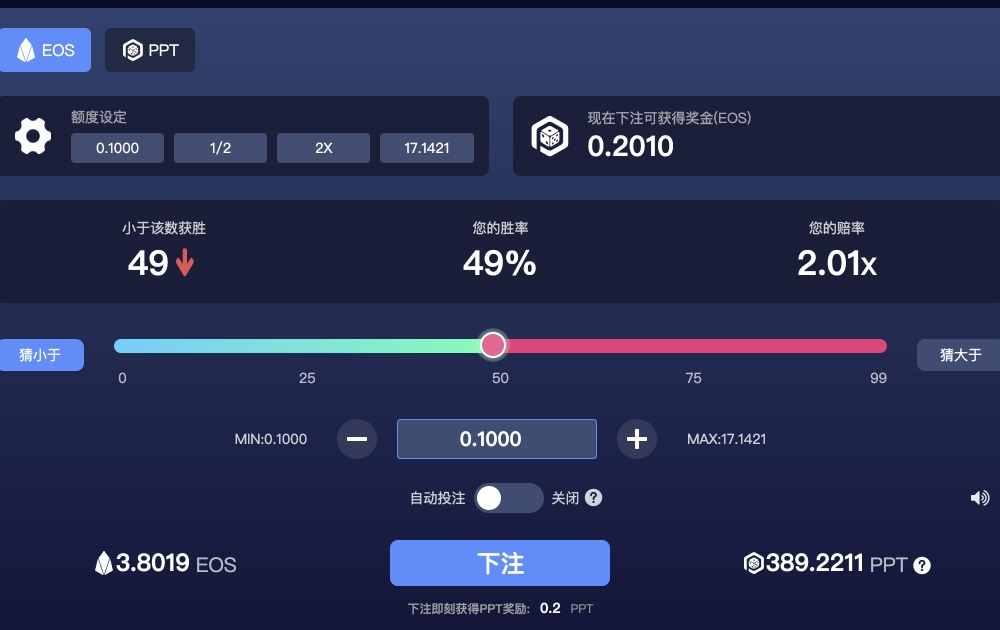 EOS PPT
额度设定
0.1000 1/2 2X 17.1421
现在下注可获得奖金(EOS)
0.2010
小于该数获胜 您的胜率 您的赔率
49 49% 2.01x
猜小于 猜大于
0 25 50 75 99
MIN:0.1000 0.1000 MAX:17.1421
自动投注 关闭 ?
3.8019 EOS 下注 389.2211 PPT ?
下注即刻获得PPT奖励: 0.2 PPT